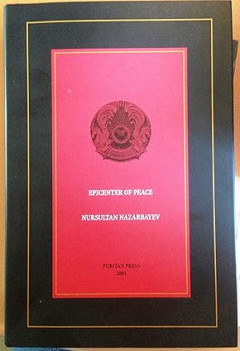 EPICENTER OF PEACE
NURSULTAN NAZARBAYEV
PURITAN PRESS
2001